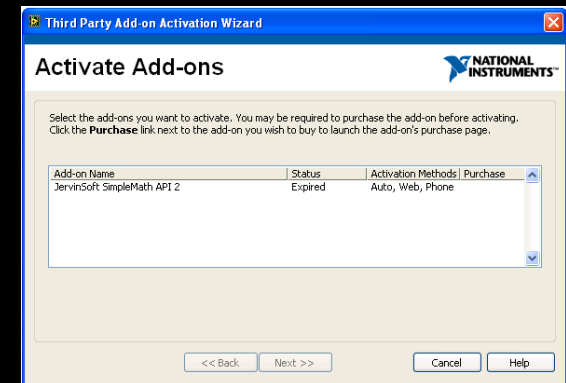 Third Party Add-on Activation Wizard
Activate Add-ons
NATIONAL
INSTRUMENTS™
Select the add-ons you want to activate. You may be required to purchase the add-on before activating.
Click the Purchase link next to the add-on you wish to buy to launch the add-on's purchase page.
Add-on Name Status Activation Methods Purchase
JervinSoft SimpleMath API 2 Expired Auto, Web, Phone
<< Back Next >> Cancel Help